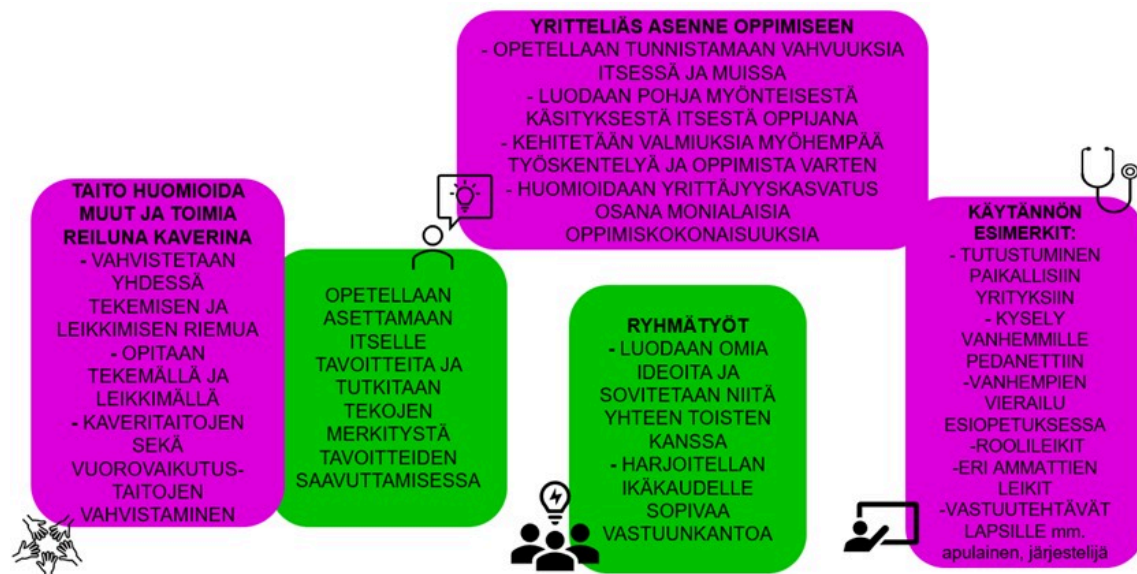 YRITTELIÄS ASENNE OPPIMISEEN
- OPETELLAAN TUNNISTAMAAN VAHVUUKSIA
ITSESSÄ JA MUISSA
- LUODAAN POHJA MYÖNTEISESTÄ
KÄSITYKSESTÄ ITSESTÄ OPPIJANA
- KEHITETÄÄN VALMIUKSIA MYÖHEMPÄÄ
TYÖSKENTELYÄ JA OPPIMISTA VARTEN
- HUOMIOIDAAN YRITTÄJYYSKASVATUS
OSANA MONIALAISIA
OPPIMISKOKONAISUUKSIA
TAITO HUOMIOIDA
MUUT JA TOIMIA
REILUNA KAVERINA
- VAHVISTETAAN
YHDESSÄ
TEKEMISEN JA
LEIKKIMISEN RIEMUA
- OPITAAN
TEKEMÄLLÄ JA
LEIKKIMÄLLÄ
- KAVERITAITOJEN
SEKÄ
VUOROVAIKUTUS-
TAITOJEN
VAHVISTAMINEN
OPETELLAAN
ASETTAMAAN
ITSELLE
TAVOITTEITA JA
TUTKITAAN
TEKOJEN
MERKITYSTÄ
TAVOITTEIDEN
SAAVUTTAMISESSA
RYHMÄTYÖT
- LUODAAN OMIA
IDEOITA JA
SOVITETAAN NIITÄ
YHTEEN TOISTEN
KANSSA
- HARJOITELLAN
IKÄKAUDELLE
SOPIVAA
VASTUUNKANTOA
KÄYTÄNNÖN
ESIMERKIT:
- TUTUSTUMINEN
PAIKALLISIIN
YRITYKSIIN
- KYSELY
VANHEMMILLE
PEDANETTIIN
-VANHEMPIEN
VIERAILU
ESIOPETUKSESSA
-ROOLILEIKIT
-ERI AMMATTIEN
LEIKIT
-VASTUUTEHTÄVÄT
LAPSILLE mm.
apulainen, järjestelijä